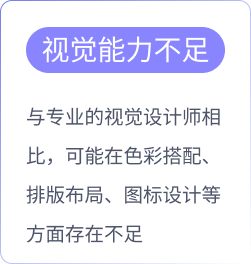 视觉能力不足
与专业的视觉设计师相
比，可能在色彩搭配、
排版布局、图标设计等
方面存在不足